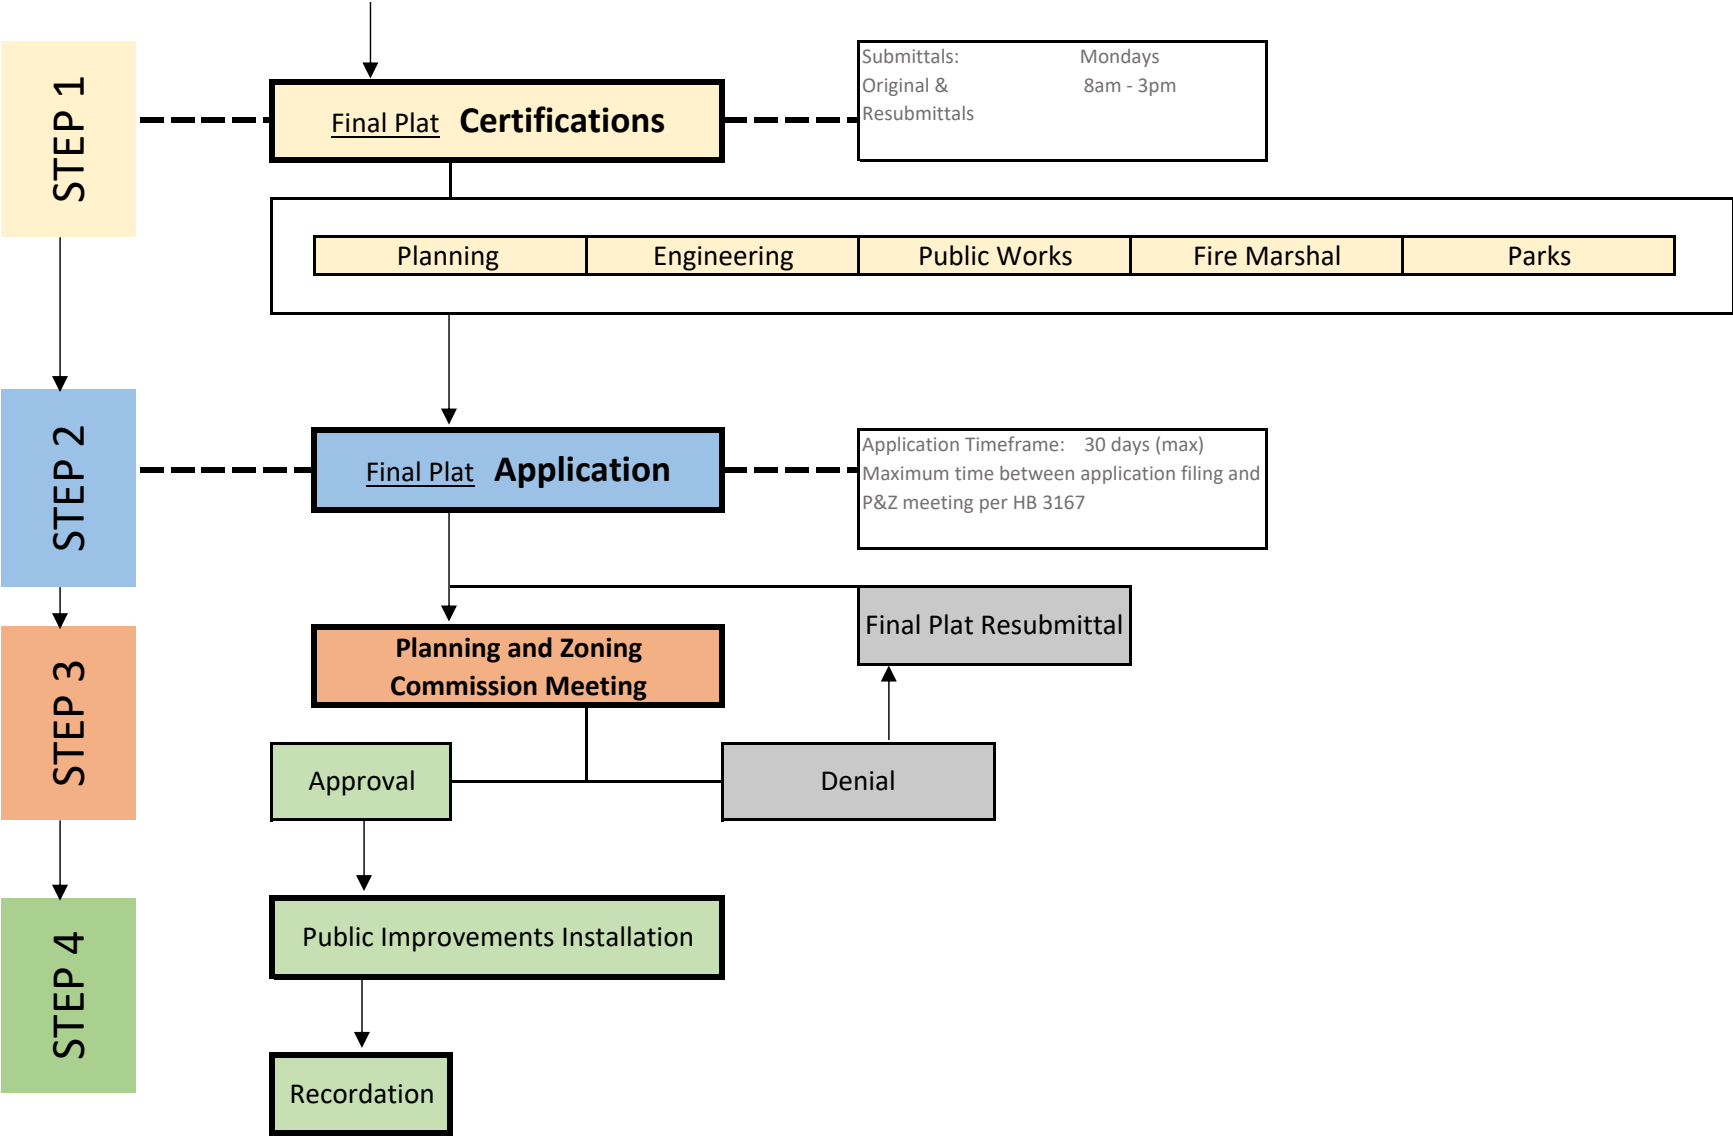 STEP 1
Final Plat Certifications
Submittals: Mondays
Original & 8am - 3pm
Resubmittals
Planning Engineering Public Works Fire Marshal Parks
STEP 2
Final Plat Application
Application Timeframe: 30 days (max)
Maximum time between application filing and
P&Z meeting per HB 3167
Final Plat Resubmittal
STEP 3
Planning and Zoning
Commission Meeting
Approval
Denial
STEP 4
Public Improvements Installation
Recordation